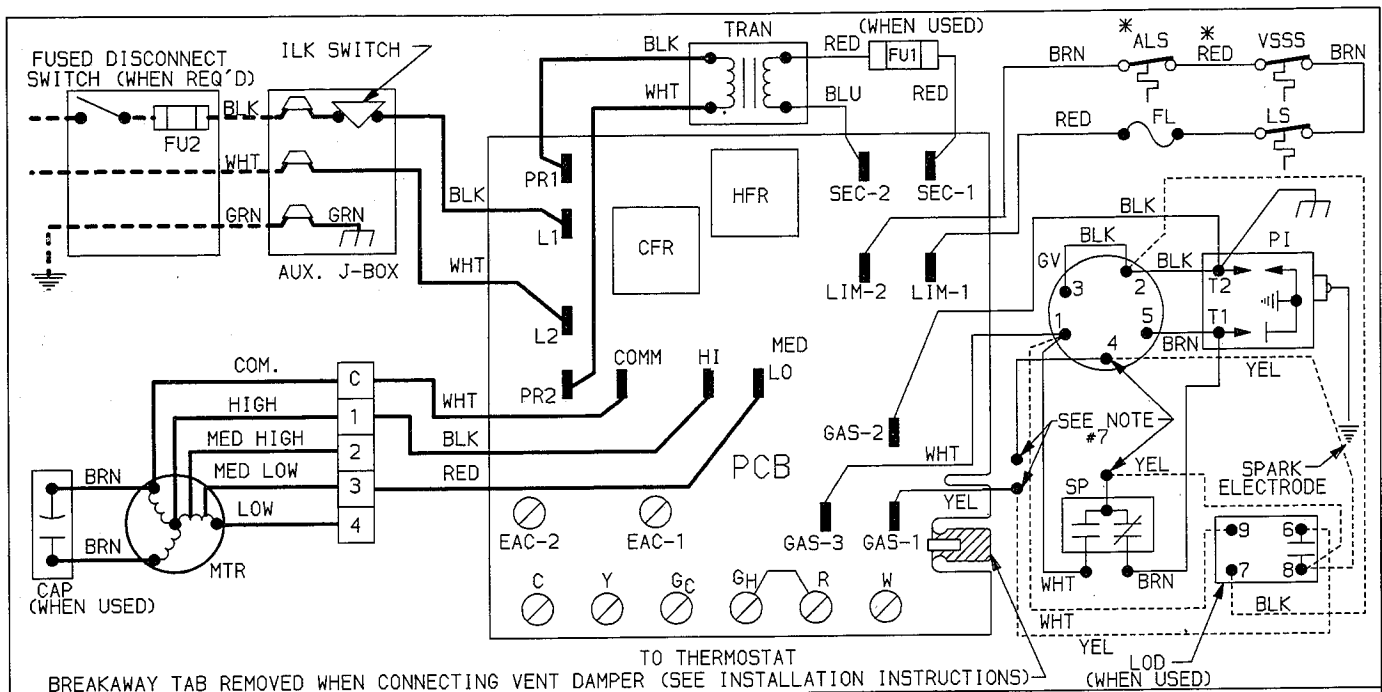 FUSED DISCONNECT
SWITCH (WHEN REQ'D)
ILK SWITCH
BLK
FU2
WHT
GRN
GRN
AUX. J-BOX
BLK
WHT
BLK
WHT
TRAN
(WHEN USED)
RED
FU1
BLU
RED
PR1
L1
L2
PR2
HFR
CFR
SEC-2
SEC-1
LIM-2
LIM-1
COMM
HI
MED
LO
GAS-2
PCB
GAS-3
GAS-1
EAC-2
EAC-1
C
Y
GC
GH
R
W
TO THERMOSTAT
BRN
*
ALS
*
RED
VSSS
BRN
RED
FL
LS
BLK
BLK
GV
3
2
BLK
1
5
4
BRN
T2
T1
PI
YEL
WHT
YEL
SEE NOTE
#7
YEL
SP
WHT
BRN
SPARK
ELECTRODE
9
6
7
8
BLK
WHT
YEL
LOD
(WHEN USED)
COM.
HIGH
MED HIGH
MED LOW
LOW
C
1
2
3
4
WHT
BLK
RED
BRN
BRN
CAP
(WHEN USED)
MTR
BREAKAWAY TAB REMOVED WHEN CONNECTING VENT DAMPER (SEE INSTALLATION INSTRUCTIONS)